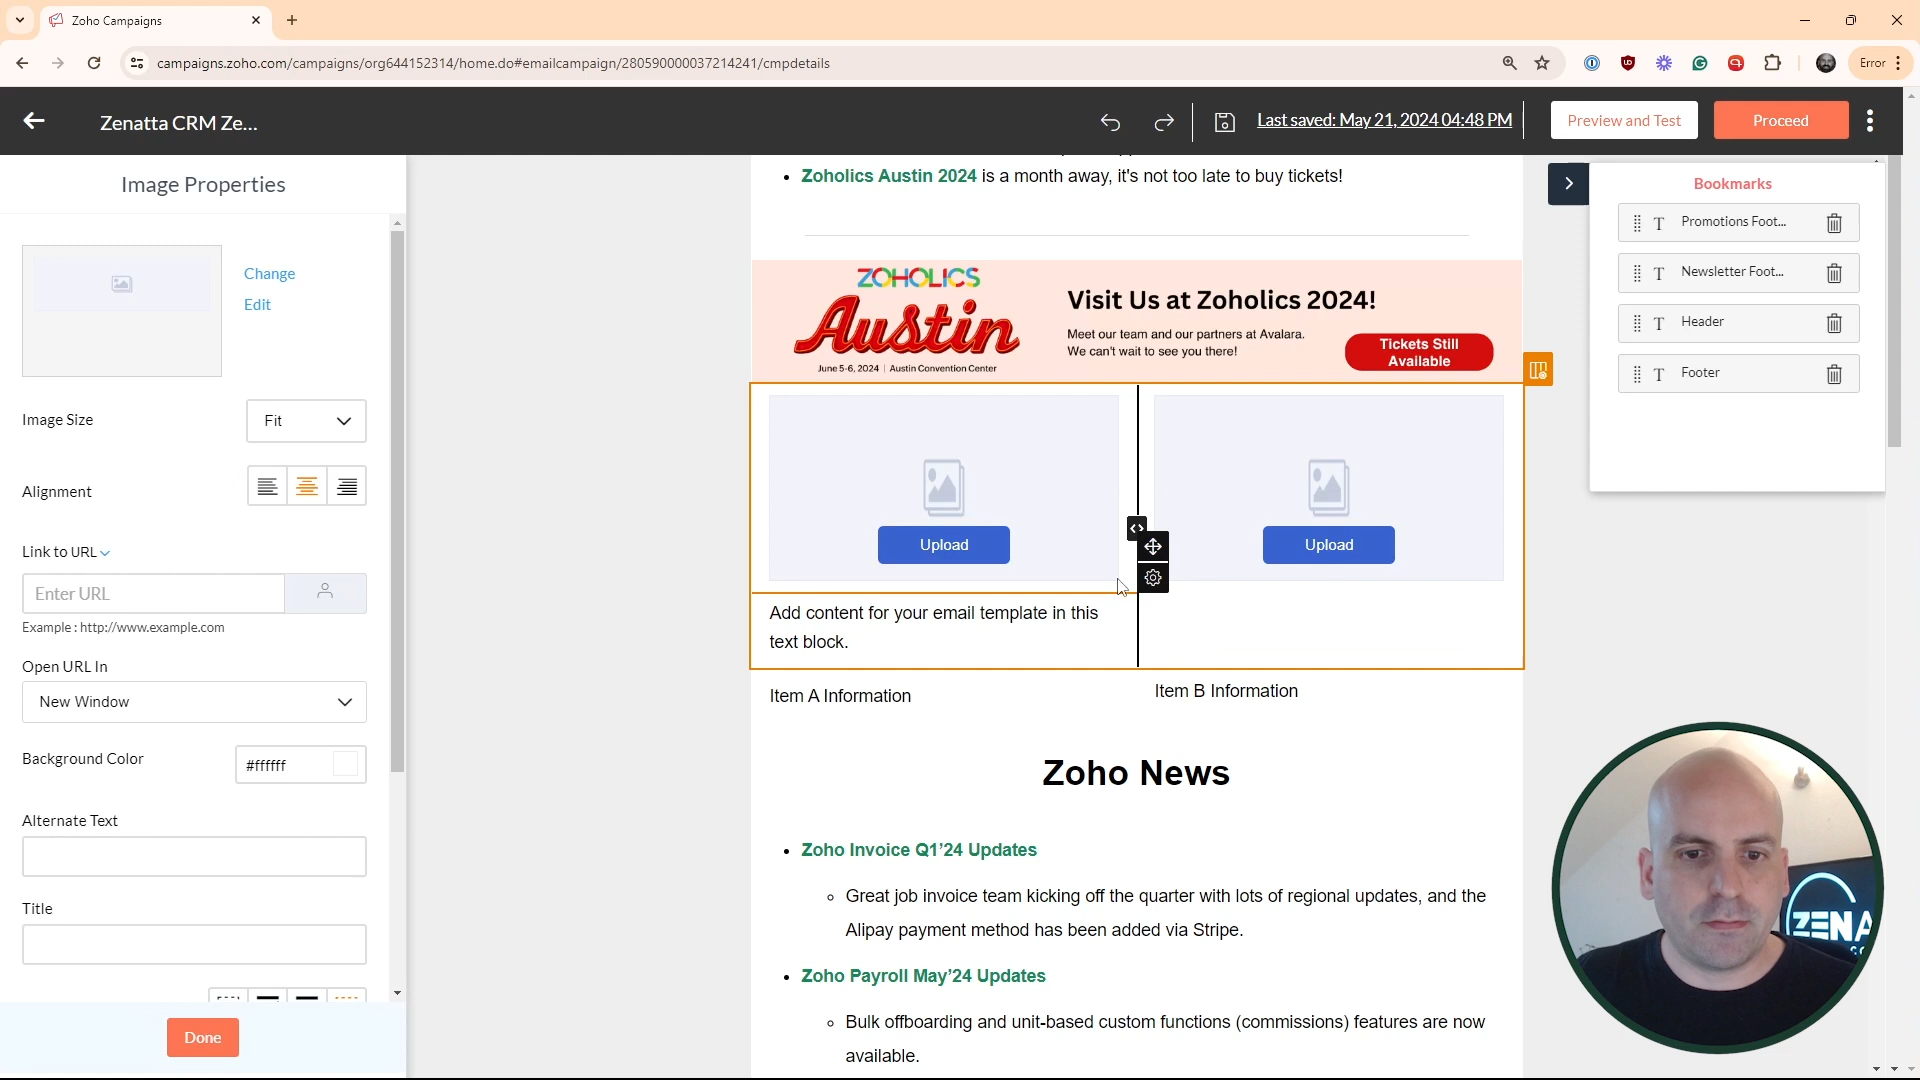 Zoho Campaigns
campaigns.zoho.com/campaigns/org644152314/home.do#emailcampaign/280590000037214241/cmpdetails
Error
Zenatta CRM Ze...
Last saved: May 21, 2024 04:48 PM
Preview and Test
Proceed
Image Properties
Change
Edit
Image Size
Fit
Alignment
Link to URL
Enter URL
Example : http://www.example.com
Open URL In
New Window
Background Color
#ffffff
Alternate Text
Title
Done
Zoholics Austin 2024 is a month away, it's not too late to buy tickets!
ZOHOLICS
Austin
June 5-6, 2024 | Austin Convention Center
Visit Us at Zoholics 2024!
Meet our team and our partners at Avalara.
We can't wait to see you there!
Tickets Still
Available
Upload
Upload
Add content for your email template in this
text block.
Item A Information
Item B Information
Zoho News
Zoho Invoice Q1’24 Updates
Great job invoice team kicking off the quarter with lots of regional updates, and the
Alipay payment method has been added via Stripe.
Zoho Payroll May’24 Updates
Bulk offboarding and unit-based custom functions (commissions) features are now
available.
Bookmarks
T Promotions Foot...
T Newsletter Foot...
T Header
T Footer
ZENA